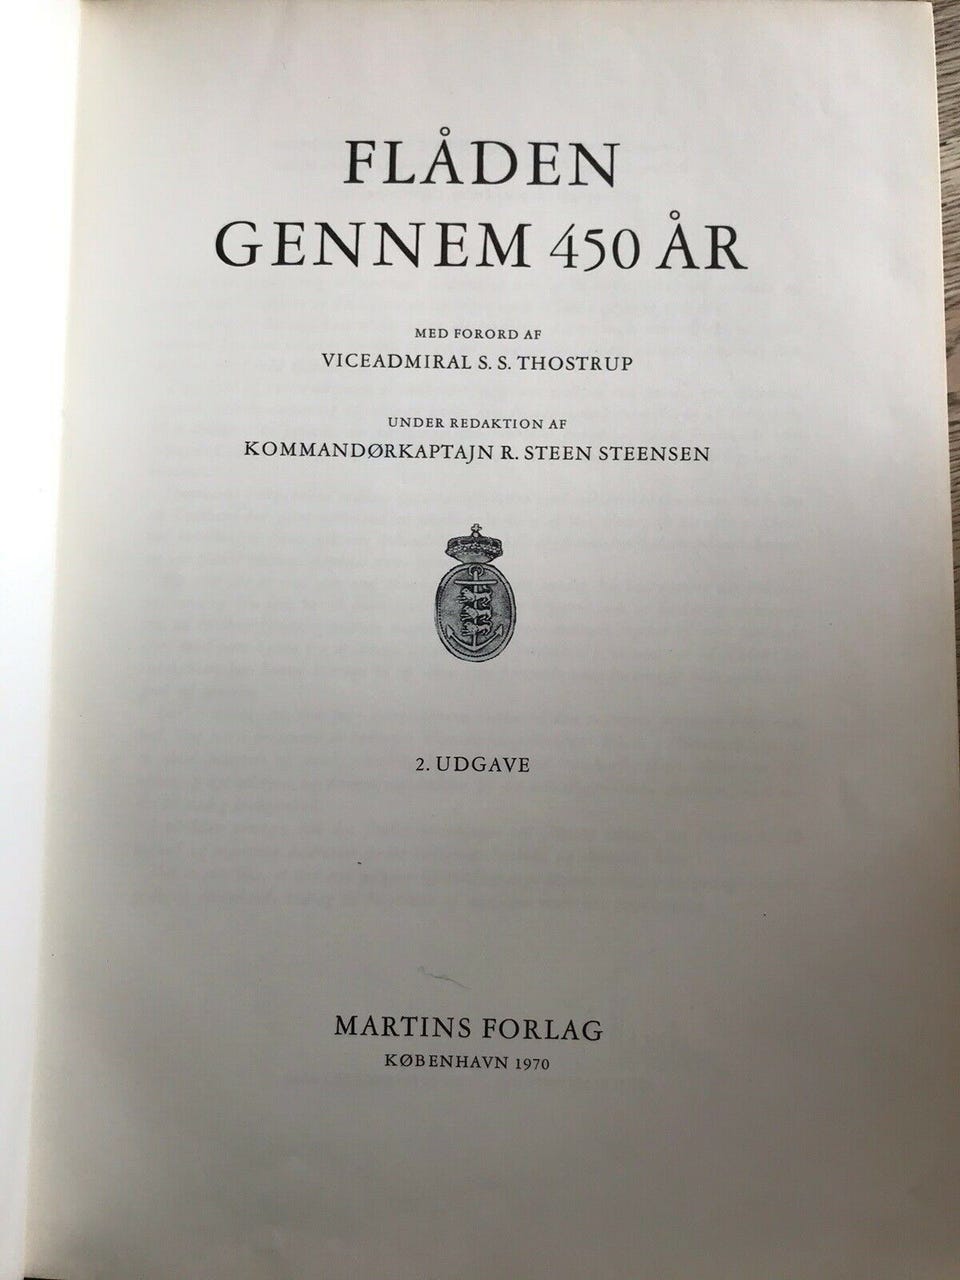 FLÅDEN
GENNEM 450 ÅR
MED FORORD AF
VICEADMIRAL S. S. THOSTRUP
UNDER REDAKTION AF
KOMMANDØRKAPTAJN R. STEEN STEENSEN
2. UDGAVE
MARTINS FORLAG
KØBENHAVN 1970